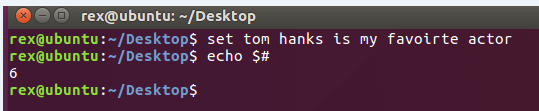 rex@ubuntu: ~/Desktop
rex@ubuntu:~/Desktop$ set tom hanks is my favoirte actor
rex@ubuntu:~/Desktop$ echo $#
6
rex@ubuntu:~/Desktop$